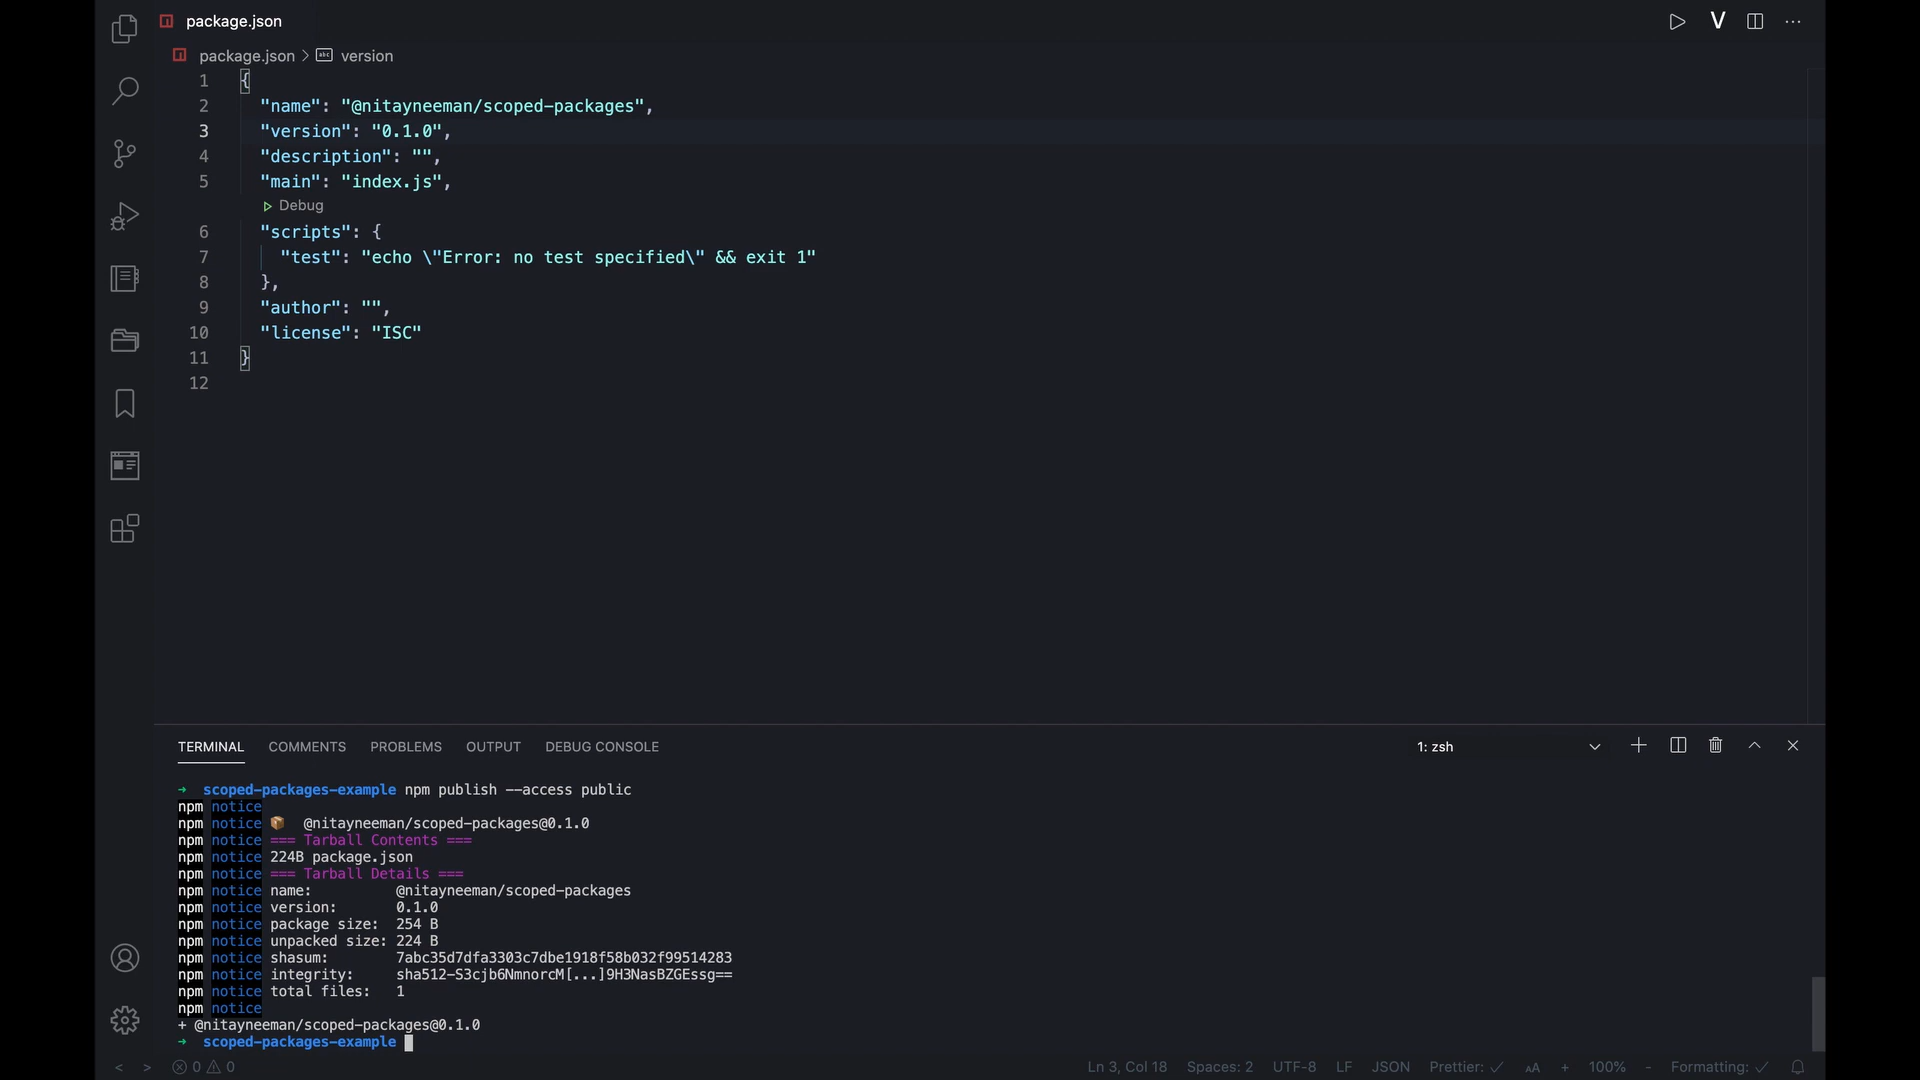 package.json
V
package.json > version
1 {
2 "name": "@nitayneeman/scoped-packages",
3 "version": "0.1.0",
4 "description": "",
5 "main": "index.js",
Debug
6 "scripts": {
7 "test": "echo \"Error: no test specified\" && exit 1"
8 },
9 "author": "",
10 "license": "ISC"
11 }
12
TERMINAL COMMENTS PROBLEMS OUTPUT DEBUG CONSOLE 1: zsh
→ scoped-packages-example npm publish --access public
npm notice
npm notice 📦 @nitayneeman/scoped-packages@0.1.0
npm notice === Tarball Contents ===
npm notice 224B package.json
npm notice === Tarball Details ===
npm notice name: @nitayneeman/scoped-packages
npm notice version: 0.1.0
npm notice package size: 254 B
npm notice unpacked size: 224 B
npm notice shasum: 7abc35d7dfa3303c7dbe1918f58b032f99514283
npm notice integrity: sha512-S3cjb6NmnorcM[...]9H3NasBZGEssg==
npm notice total files: 1
npm notice
+ @nitayneeman/scoped-packages@0.1.0
→ scoped-packages-example
< > 0 0 Ln 3, Col 18 Spaces: 2 UTF-8 LF JSON Prettier: ✓ AA + 100% - Formatting: ✓